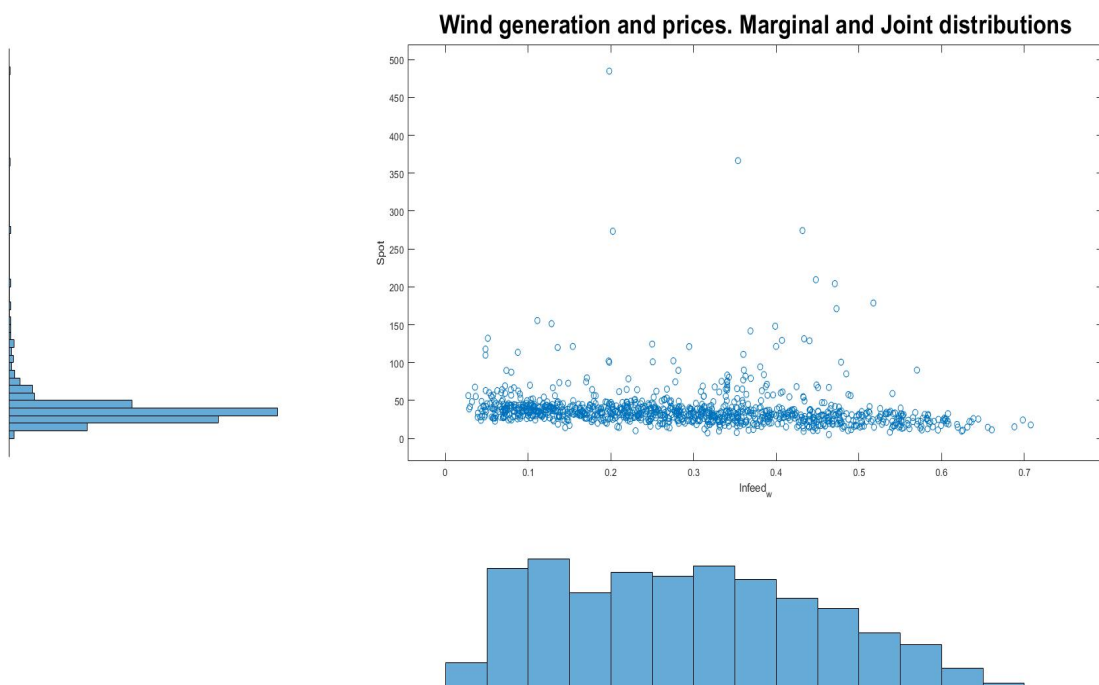 Wind generation and prices. Marginal and Joint distributions
500
450
400
350
300
250
200
150
100
50
0
Spot
0 0.1 0.2 0.3 0.4 0.5 0.6 0.7
Infeed_w